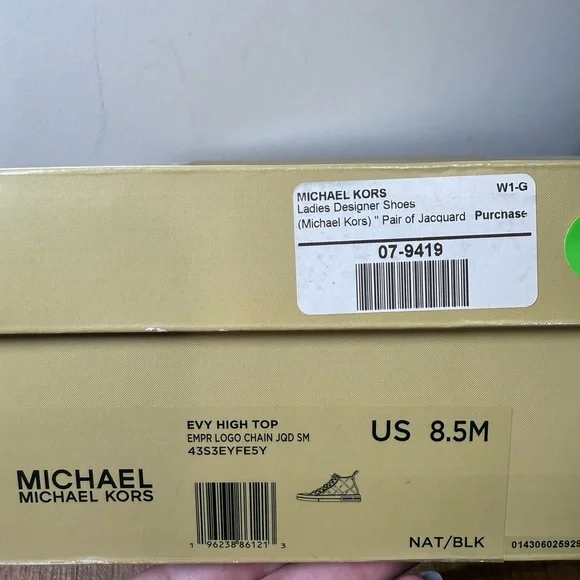 MICHAEL KORS W1-G
Ladies Designer Shoes
(Michael Kors) " Pair of Jacquard Purchase
07-9419
EVY HIGH TOP
EMPR LOGO CHAIN JQD SM
43S3EYFE5Y
US 8.5M
MICHAEL
MICHAEL KORS
1 96238 86121 3
NAT/BLK
01430602592